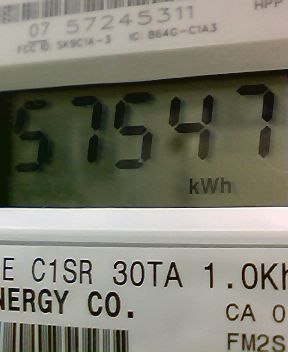 HPP
07 57245311
FCC ID: SK9C1A-3 IC: 864G-C1A3
57547
kWh
E C1SR 30TA 1.0Kh
NERGY CO.
CA 0
FM2S